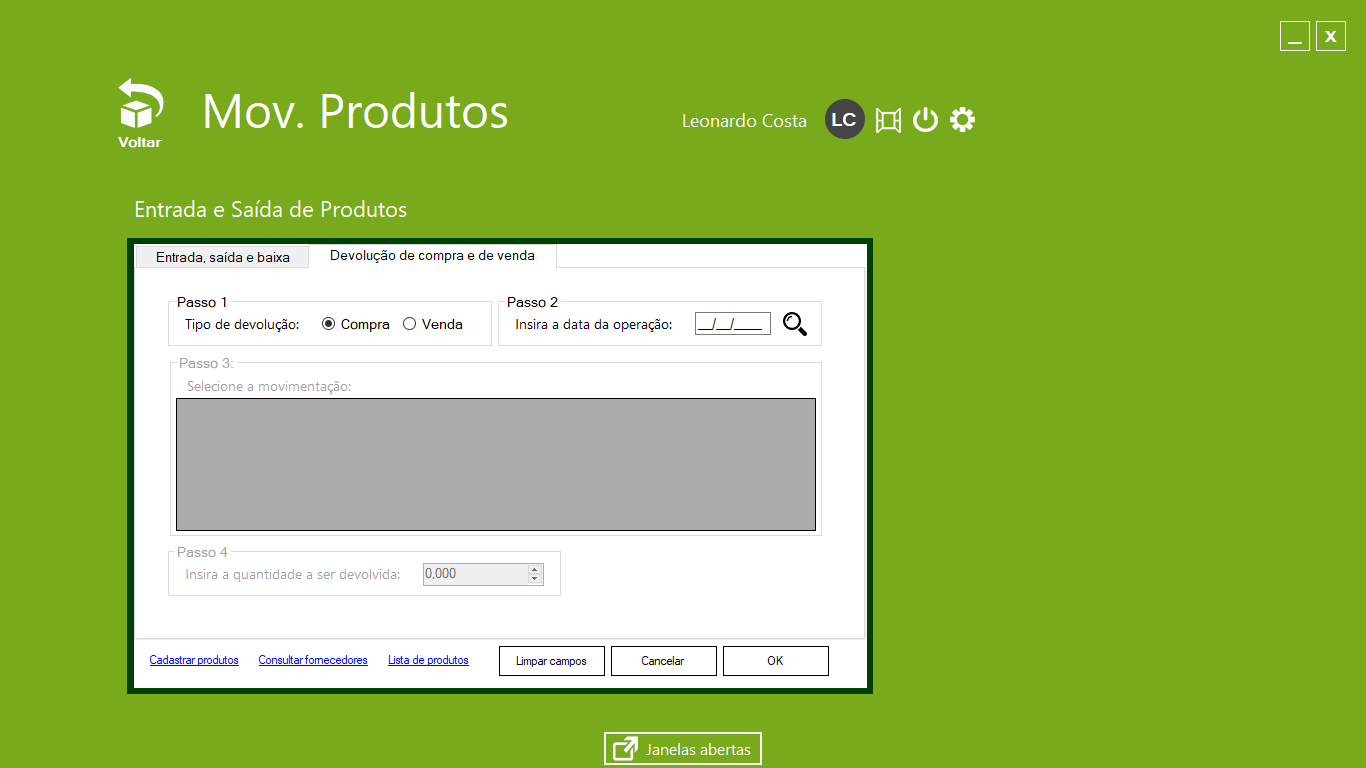 _ x
Mov. Produtos
Leonardo Costa LC
Voltar
Entrada e Saída de Produtos
Entrada, saída e baixa Devolução de compra e de venda
Passo 1 Passo 2
Tipo de devolução: Compra Venda Insira a data da operação: __/__/____
Passo 3:
Selecione a movimentação:
Passo 4
Insira a quantidade a ser devolvida: 0,000
Cadastrar produtos Consultar fornecedores Lista de produtos Limpar campos Cancelar OK
Janelas abertas